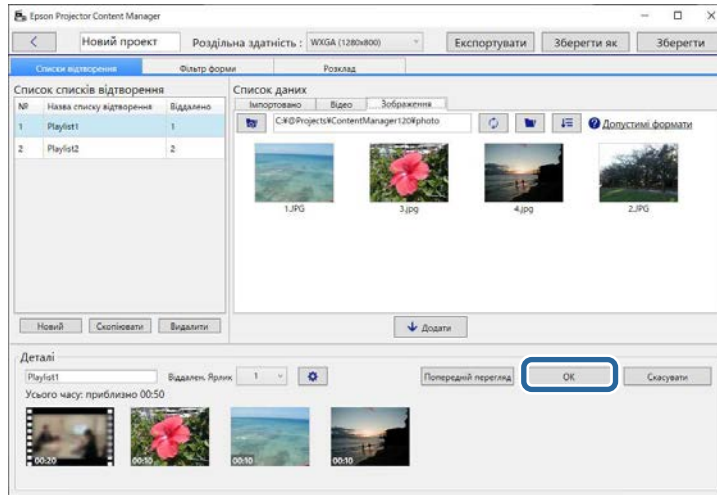 Epson Projector Content Manager
Новий проект Роздільна здатність : WXGA (1280x800) Експортувати Зберегти як Зберегти
Списки відтворення Фільтр форми Розклад
Список списків відтворення
№ Назва списку відтворення Віддалено
1 Playlist1 1
2 Playlist2 2
Новий Скопіювати Видалити
Список даних
Імпортовано Відео Зображення
C:¥@Projects¥ContentManager120¥photo Допустимі формати
1.JPG 3.jpg 4.jpg 2.JPG
Додати
Деталі
Playlist1 Віддален. Ярлик 1 Попередній перегляд OK Скасувати
Усього часу: приблизно 00:50
00:20 00:10 00:10 00:10